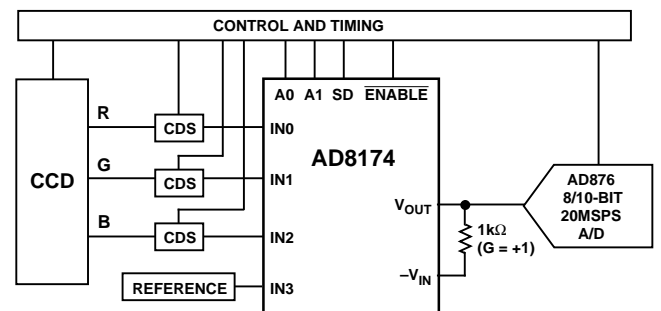 CONTROL AND TIMING
A0 A1 SD ENABLE
R
CDS
IN0
AD8174
G
CCD
CDS
IN1
AD876
8/10-BIT
20MSPS
A/D
VOUT
1kΩ
(G = +1)
B
CDS
IN2
–VIN
REFERENCE
IN3